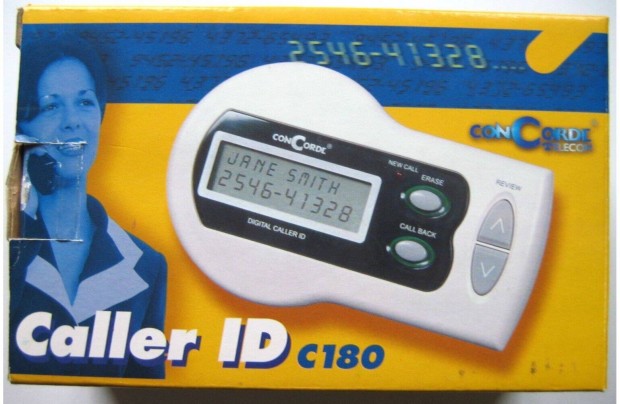 2546-41328....
CONCORDE®
TELECOM
CONCORDE®
JANE SMITH
2546-41328
DIGITAL CALLER ID
NEW CALL
ERASE
CALL BACK
REVIEW
Caller ID C180